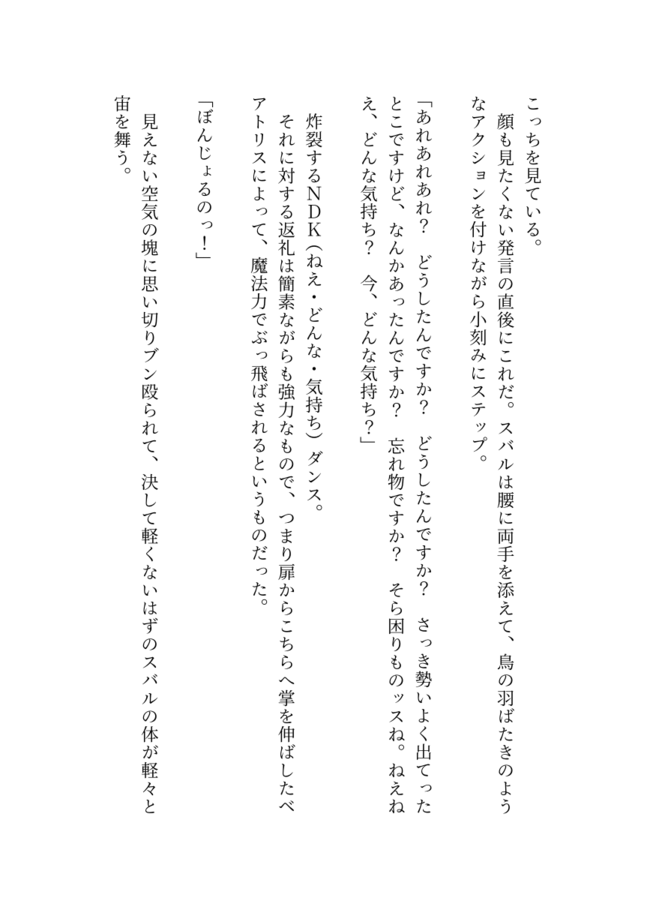 こっちを見ている。
　顔も見たくない発言の直後にこれだ。スバルは腰に両手を添えて、鳥の羽ばたきのよう
なアクションを付けながら小刻みにステップ。
「あれあれあれ？　どうしたんですか？　どうしたんですか？　さっき勢いよく出てった
とこですけど、なんかあったんですか？　忘れ物ですか？　そら困りものッスね。ねえね
え、どんな気持ち？　今、どんな気持ち？」
　炸裂するＮＤＫ（ねえ・どんな・気持ち）ダンス。
　それに対する返礼は簡素ながらも強力なもので、つまり扉からこちらへ掌を伸ばしたベ
アトリスによって、魔法力でぶっ飛ばされるというものだった。
「ぼんじょるのっ！」
　見えない空気の塊に思い切りブン殴られて、決して軽くないはずのスバルの体が軽々と
宙を舞う。